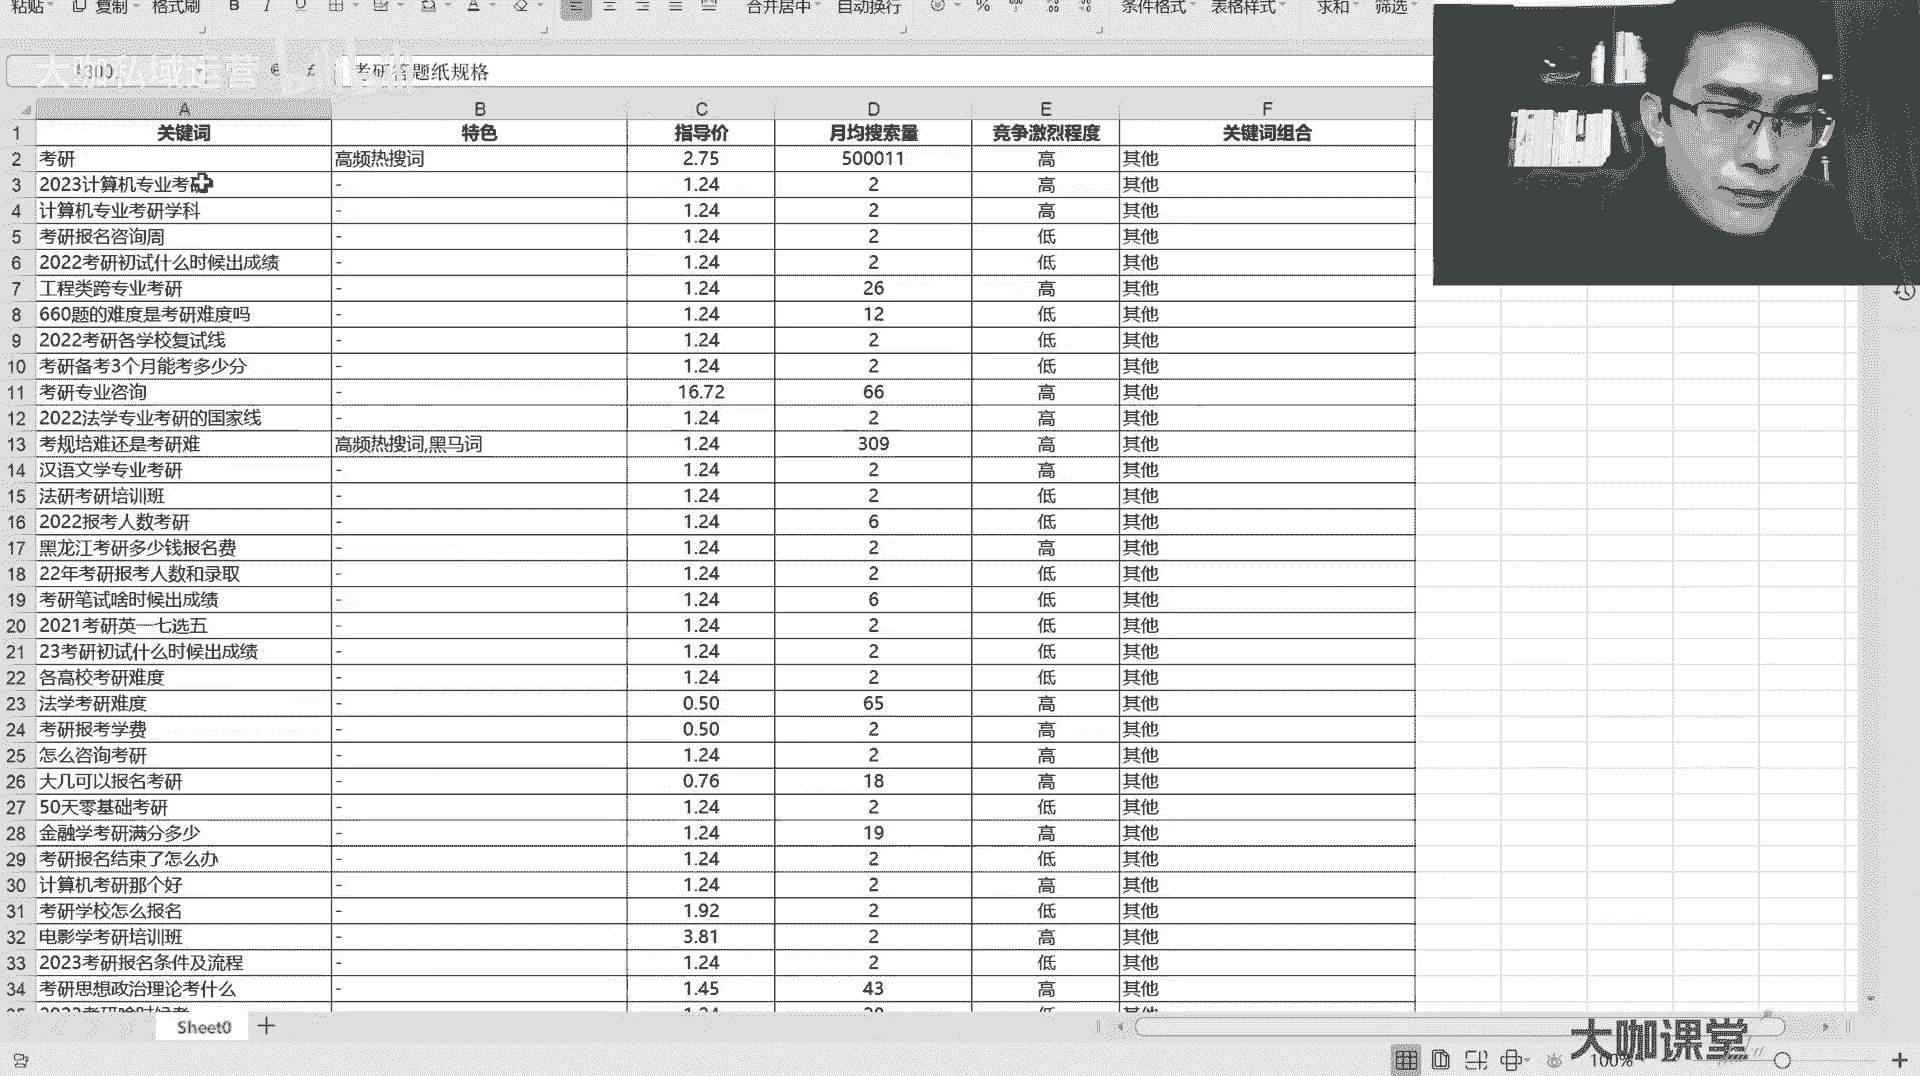 粘贴 复制 格式刷 B I U A 合并居中 自动换行 % 条件格式 表格样式 求和 筛选
大咖私域运营
考研答题纸规格
A B C D E F
1 关键词 特色 指导价 月均搜索量 竞争激烈程度 关键词组合
2 考研 高频热搜词 2.75 500011 高 其他
3 2023计算机专业考 - 1.24 2 高 其他
4 计算机专业考研学科 - 1.24 2 高 其他
5 考研报名咨询周 - 1.24 2 低 其他
6 2022考研初试什么时候出成绩 - 1.24 2 低 其他
7 工程类跨专业考研 - 1.24 26 高 其他
8 660题的难度是考研难度吗 - 1.24 12 低 其他
9 2022考研各学校复试线 - 1.24 2 低 其他
10 考研备考3个月能考多少分 - 1.24 2 低 其他
11 考研专业咨询 - 16.72 66 高 其他
12 2022法学专业考研的国家线 - 1.24 2 高 其他
13 考规培难还是考研难 高频热搜词,黑马词 1.24 309 高 其他
14 汉语文学专业考研 - 1.24 2 高 其他
15 法研考研培训班 - 1.24 2 低 其他
16 2022报考人数考研 - 1.24 6 低 其他
17 黑龙江考研多少钱报名费 - 1.24 2 高 其他
18 22年考研报考人数和录取 - 1.24 2 低 其他
19 考研笔试啥时候出成绩 - 1.24 6 低 其他
20 2021考研英一七选五 - 1.24 2 低 其他
21 23考研初试什么时候出成绩 - 1.24 2 低 其他
22 各高校考研难度 - 1.24 2 低 其他
23 法学考研难度 - 0.50 65 高 其他
24 考研报考学费 - 0.50 2 高 其他
25 怎么咨询考研 - 1.24 2 高 其他
26 大几可以报名考研 - 0.76 18 高 其他
27 50天零基础考研 - 1.24 2 低 其他
28 金融学考研满分多少 - 1.24 19 高 其他
29 考研报名结束了怎么办 - 1.24 2 低 其他
30 计算机考研那个好 - 1.24 2 高 其他
31 考研学校怎么报名 - 1.92 2 低 其他
32 电影学考研培训班 - 3.81 2 高 其他
33 2023考研报名条件及流程 - 1.24 2 低 其他
34 考研思想政治理论考什么 - 1.45 43 高 其他
Sheet0
大咖课堂
100%